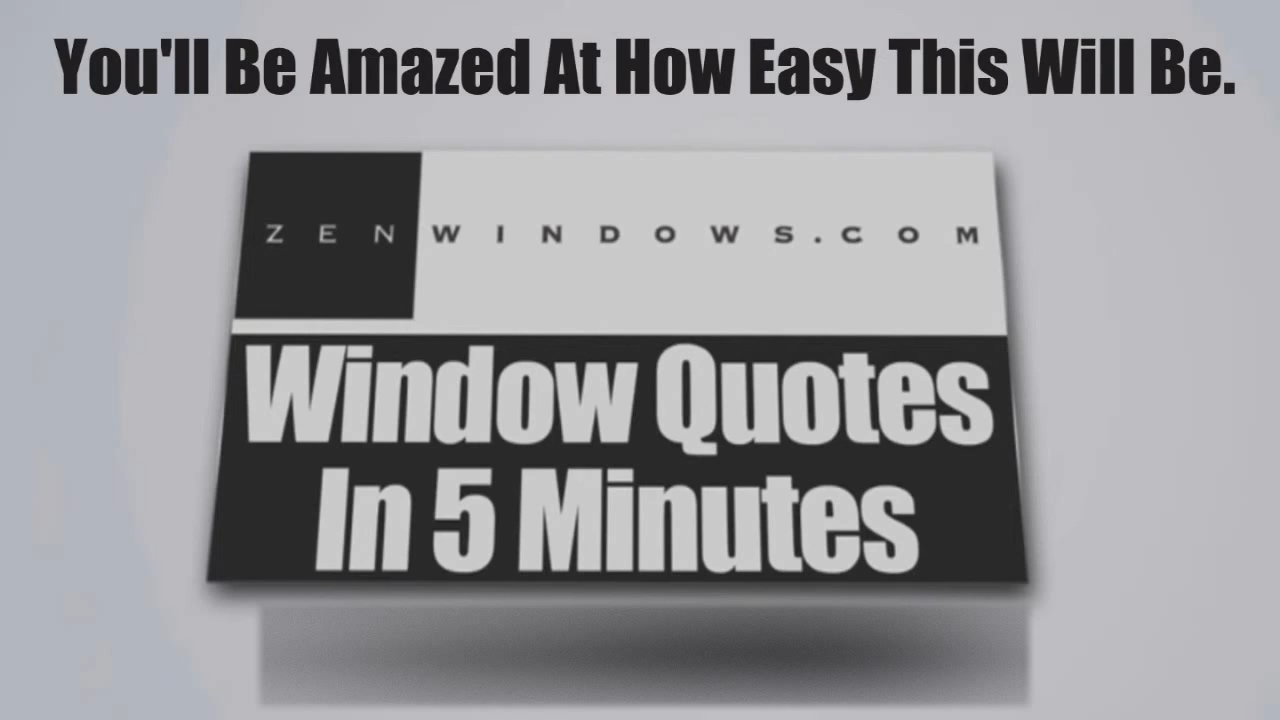 You'll Be Amazed At How Easy This Will Be.
ZENWINDOWS.COM
Window Quotes
In 5 Minutes